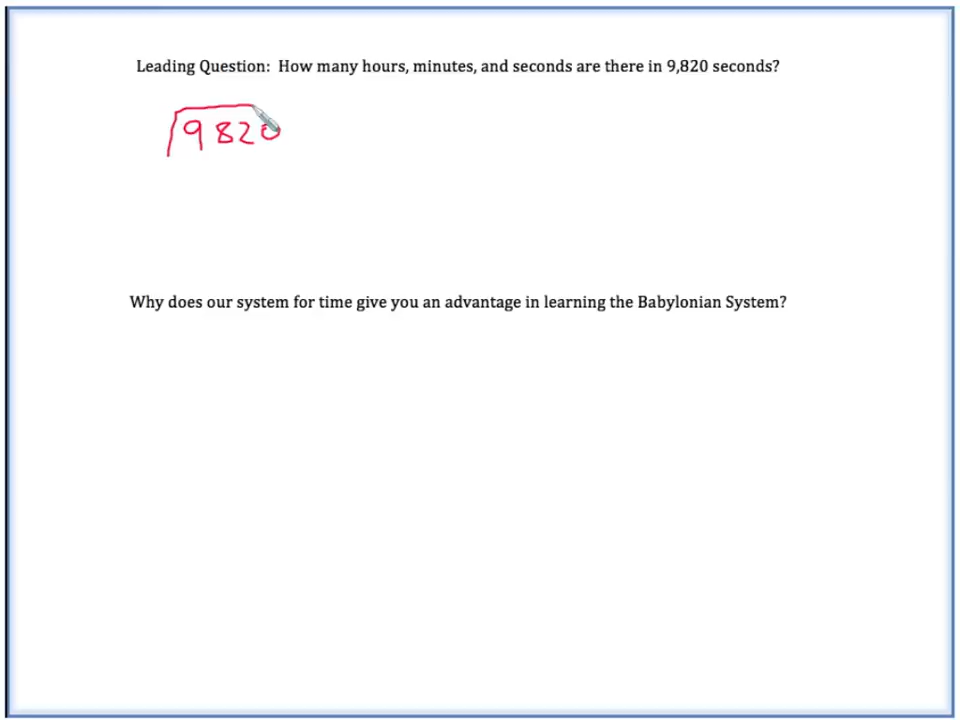 Leading Question:  How many hours, minutes, and seconds are there in 9,820 seconds?
9820
Why does our system for time give you an advantage in learning the Babylonian System?